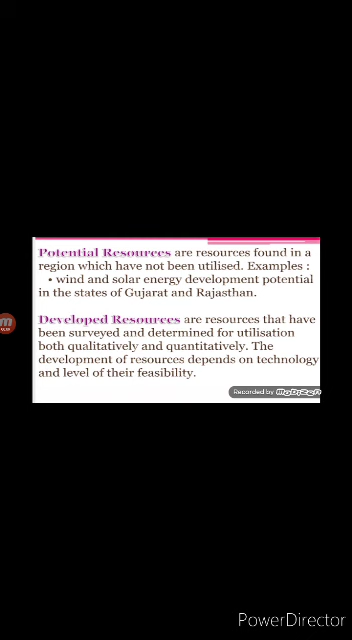 Potential Resources are resources found in a
region which have not been utilised. Examples :
• wind and solar energy development potential
in the states of Gujarat and Rajasthan.
Developed Resources are resources that have
been surveyed and determined for utilisation
both qualitatively and quantitatively. The
development of resources depends on technology
and level of their feasibility.
Recorded by
PowerDirector